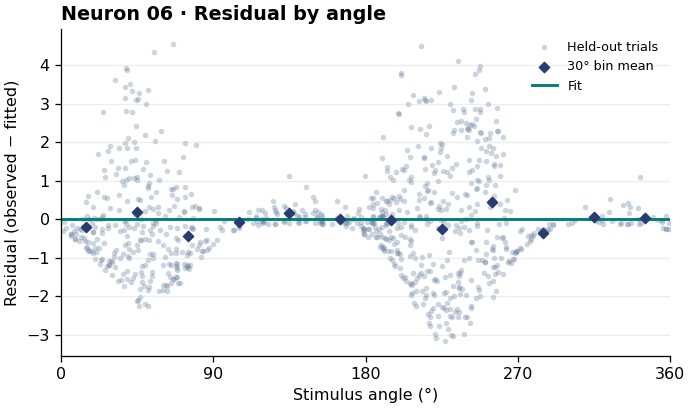 Neuron 06 · Residual by angle
Residual (observed − fitted)
4
3
2
1
0
−1
−2
−3
Held-out trials
30° bin mean
Fit
0 90 180 270 360
Stimulus angle (°)